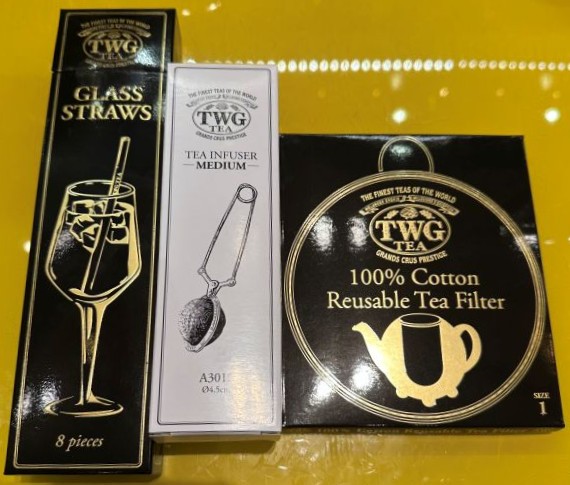 THE FINEST TEAS OF THE WORLD
TWG
TEA
GLASS
STRAWS
8 pieces
THE FINEST TEAS OF THE WORLD
TWG
TEA
GRANDS CRUS PRESTIGE
TEA INFUSER
MEDIUM
THE FINEST TEAS OF THE WORLD
TWG
TEA
GRANDS CRUS PRESTIGE
100% Cotton
Reusable Tea Filter
SIZE
1